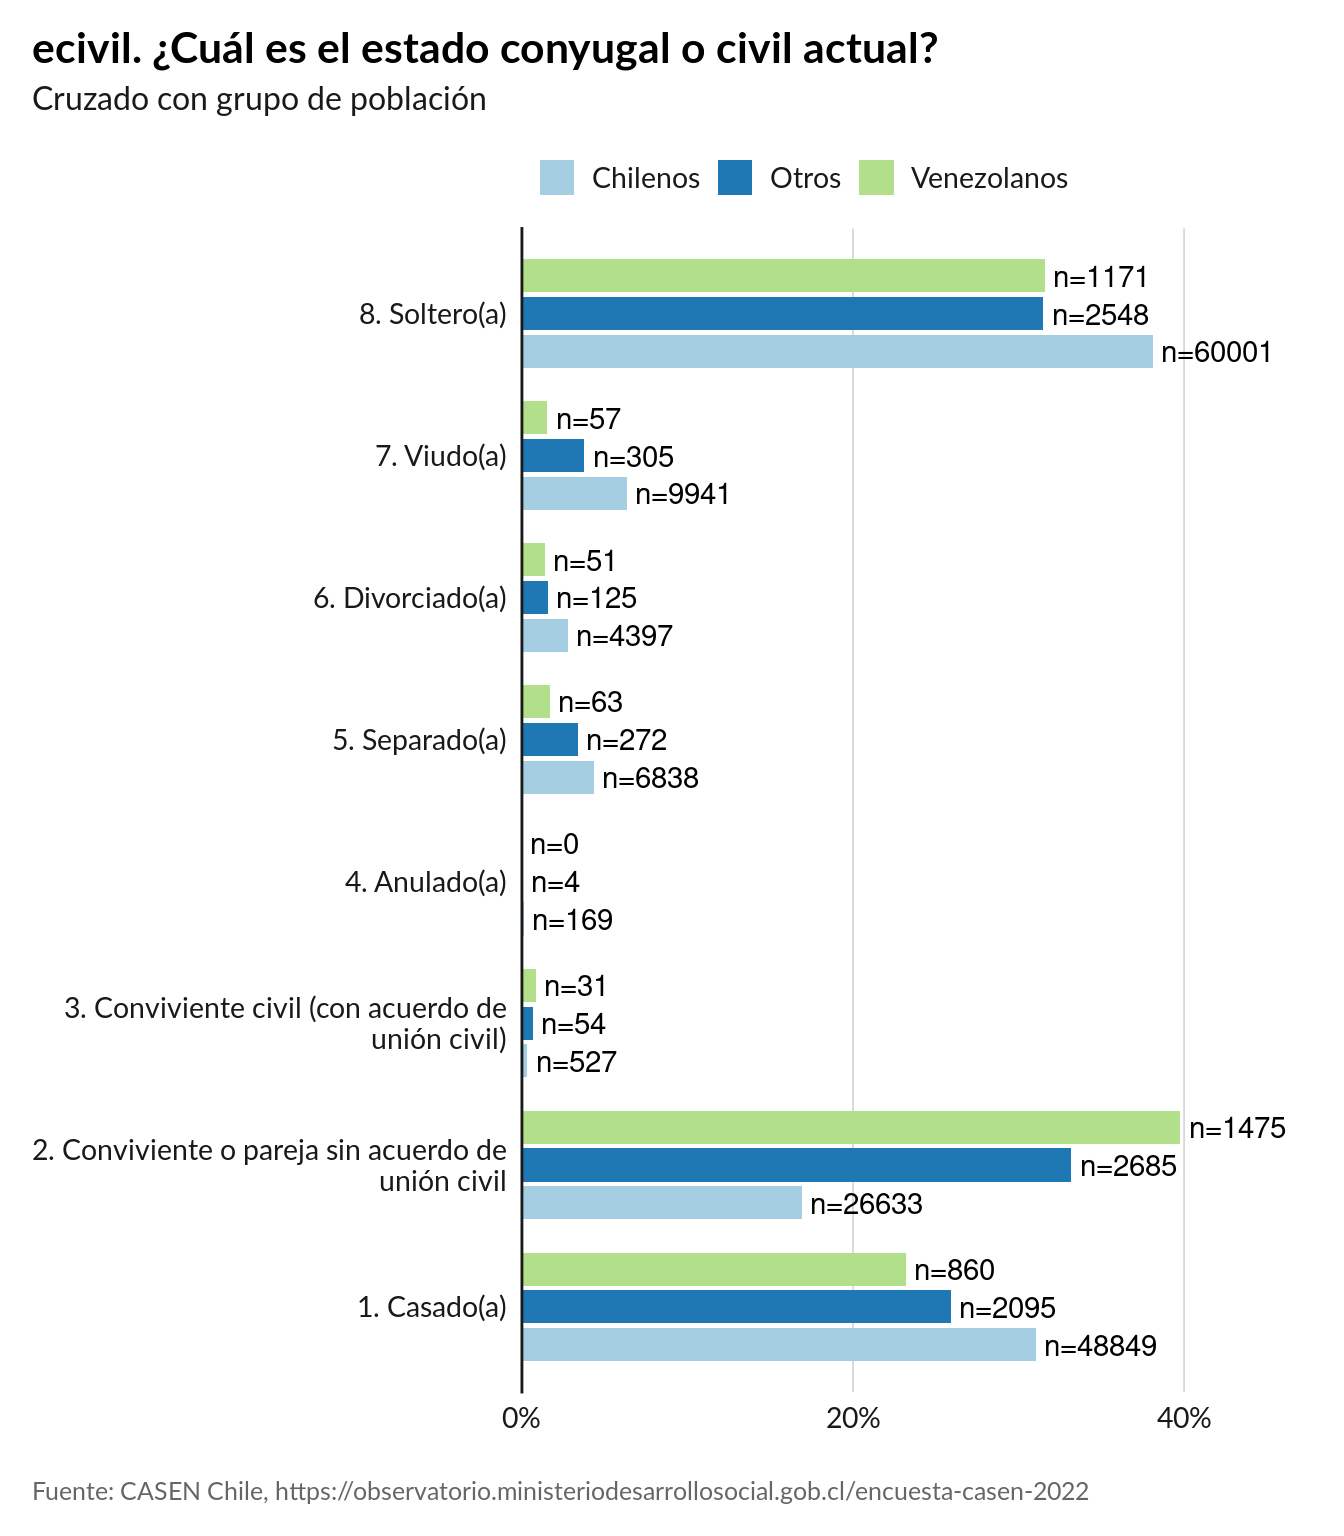 ecivil. ¿Cuál es el estado conyugal o civil actual?
Cruzado con grupo de población
Chilenos Otros Venezolanos
n=1171
8. Soltero(a) n=2548
n=60001
n=57
7. Viudo(a) n=305
n=9941
n=51
6. Divorciado(a) n=125
n=4397
n=63
5. Separado(a) n=272
n=6838
n=0
4. Anulado(a) n=4
n=169
n=31
3. Conviviente civil (con acuerdo de
unión civil) n=54
n=527
n=1475
2. Conviviente o pareja sin acuerdo de
unión civil n=2685
n=26633
n=860
1. Casado(a) n=2095
n=48849
0% 20% 40%
Fuente: CASEN Chile, https://observatorio.ministeriodesarrollosocial.gob.cl/encuesta-casen-2022